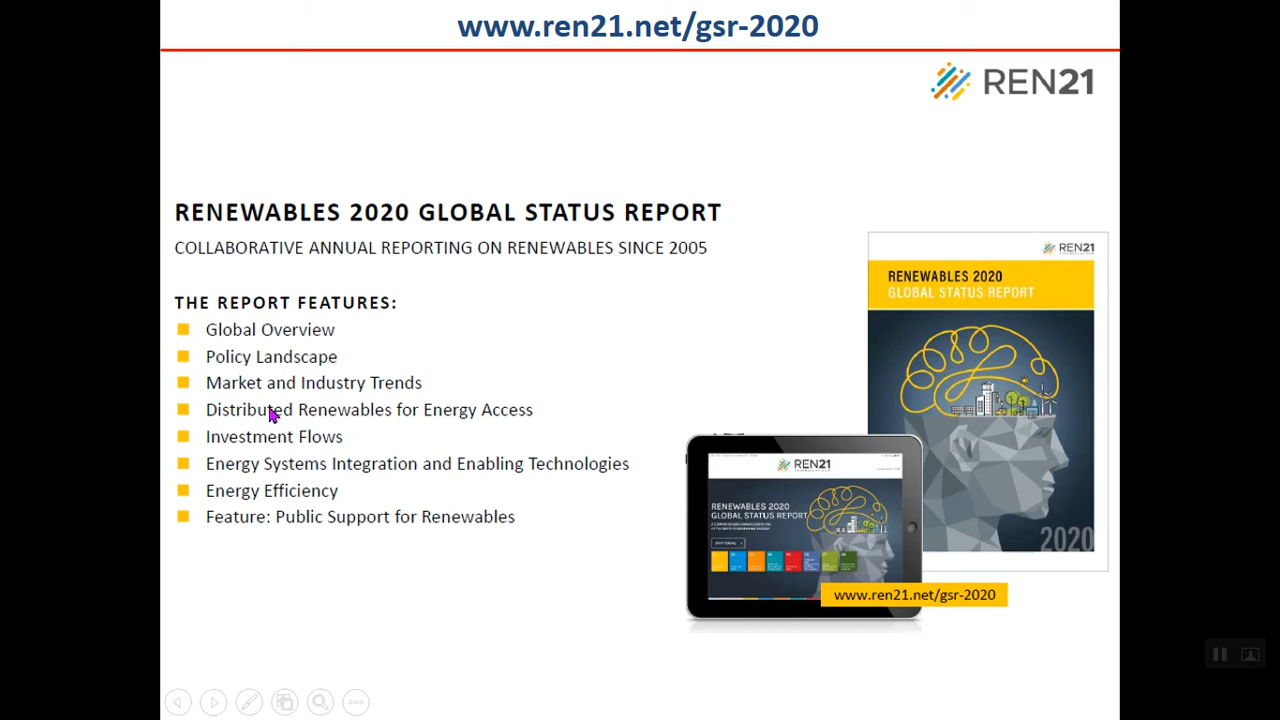 www.ren21.net/gsr-2020
REN21
RENEWABLES 2020 GLOBAL STATUS REPORT
COLLABORATIVE ANNUAL REPORTING ON RENEWABLES SINCE 2005
THE REPORT FEATURES:
Global Overview
Policy Landscape
Market and Industry Trends
Distributed Renewables for Energy Access
Investment Flows
Energy Systems Integration and Enabling Technologies
Energy Efficiency
Feature: Public Support for Renewables
REN21
RENEWABLES 2020
GLOBAL STATUS REPORT
2020
REN21
RENEWABLES 2020
GLOBAL STATUS REPORT
www.ren21.net/gsr-2020